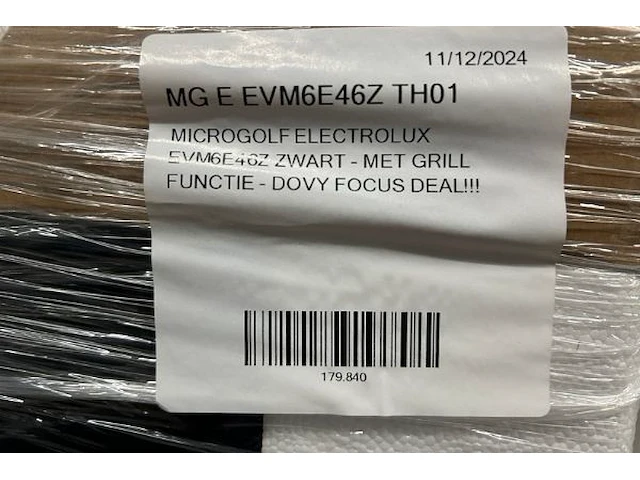 11/12/2024
MG E EVM6E46Z TH01
MICROGOLF ELECTROLUX
EVM6E46Z ZWART - MET GRILL
FUNCTIE - DOVY FOCUS DEAL!!!
179.840